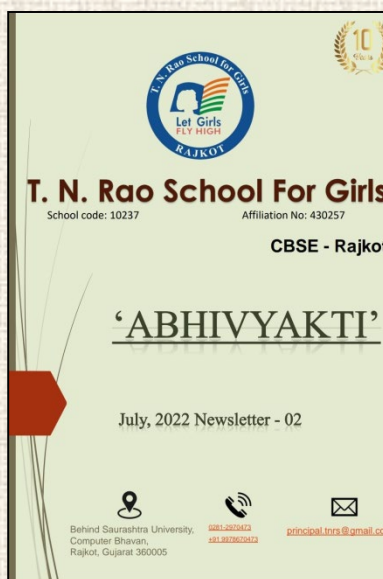 10
Years
T. N. Rao School for Girls
Let Girls
FLY HIGH
RAJKOT
T. N. Rao School For Girls
School code: 10237 Affiliation No: 430257
CBSE - Rajkot
‘ABHIVYAKTI’
July, 2022 Newsletter - 02
Behind Saurashtra University,
Computer Bhavan,
Rajkot, Gujarat 360005
0281-2970473
+91 9978670473
principal.tnrs@gmail.co